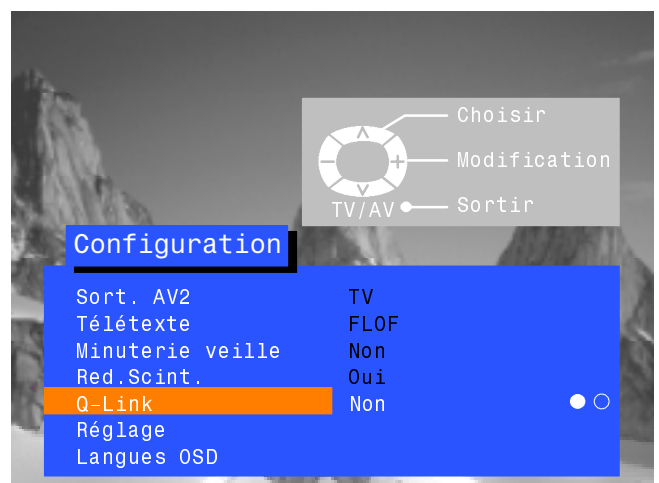 Choisir
Modification
TV/AV Sortir
Configuration
Sort. AV2 TV
Télétexte FLOF
Minuterie veille Non
Red.Scint. Oui
Q-Link Non
Réglage
Langues OSD